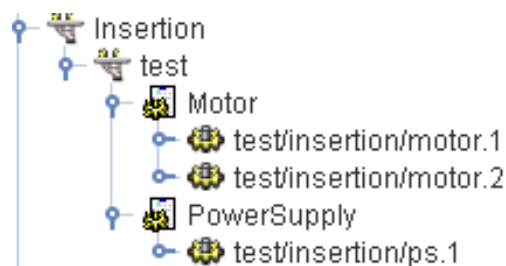 Insertion
test
Motor
test/insertion/motor.1
test/insertion/motor.2
PowerSupply
test/insertion/ps.1